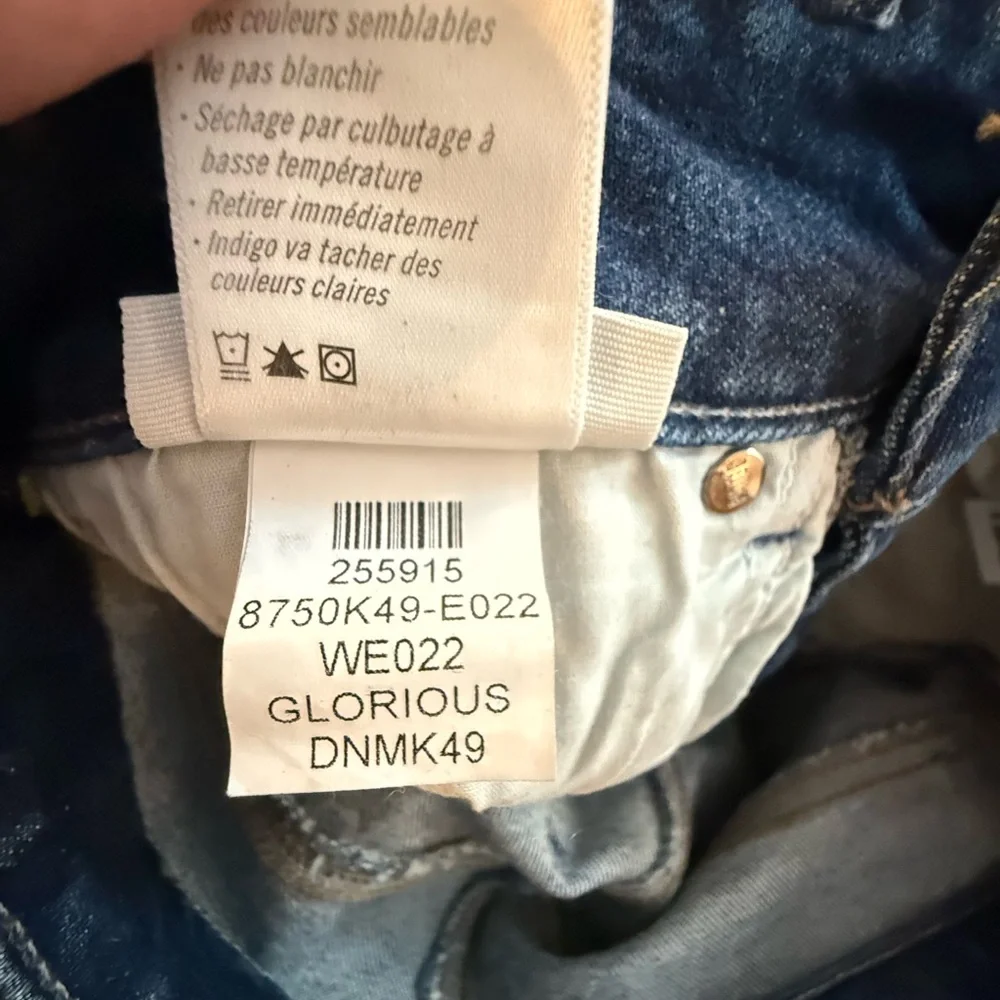 des couleurs semblables
• Ne pas blanchir
• Séchage par culbutage à
basse température
• Retirer immédiatement
• Indigo va tacher des
couleurs claires
255915
8750K49-E022
WE022
GLORIOUS
DNMK49